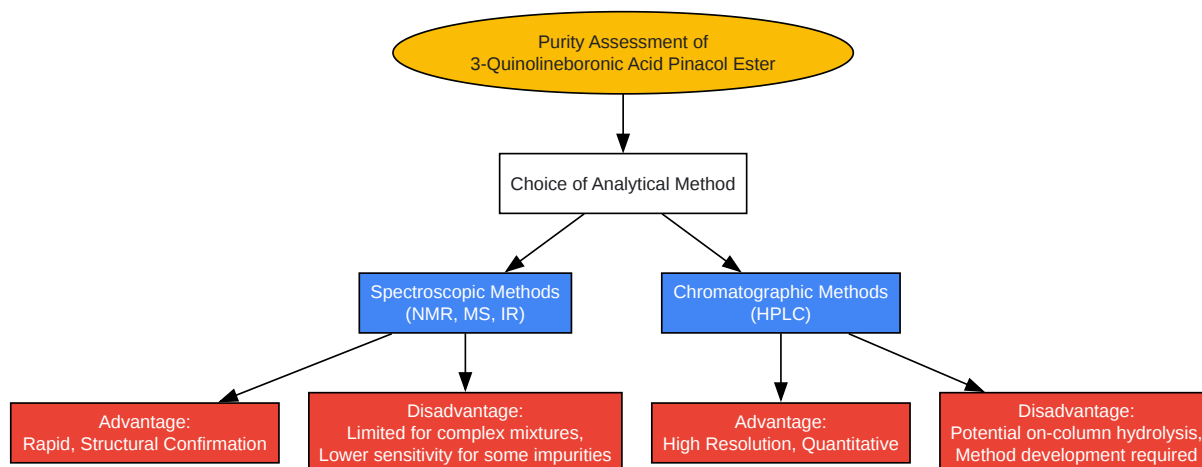 Purity Assessment of
3-Quinolineboronic Acid Pinacol Ester
Choice of Analytical Method
Spectroscopic Methods
(NMR, MS, IR)
Chromatographic Methods
(HPLC)
Advantage:
Rapid, Structural Confirmation
Disadvantage:
Limited for complex mixtures,
Lower sensitivity for some impurities
Advantage:
High Resolution, Quantitative
Disadvantage:
Potential on-column hydrolysis,
Method development required